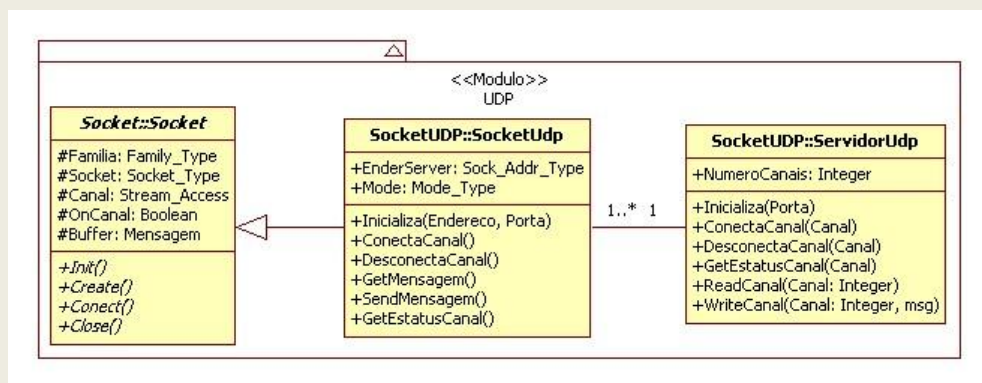 <<Modulo>>
UDP
Socket::Socket
#Familia: Family_Type
#Socket: Socket_Type
#Canal: Stream_Access
#OnCanal: Boolean
#Buffer: Mensagem
+Init()
+Create()
+Conect()
+Close()
SocketUDP::SocketUdp
+EnderServer: Sock_Addr_Type
+Mode: Mode_Type
+Inicializa(Endereco, Porta)
+ConectaCanal()
+DesconectaCanal()
+GetMensagem()
+SendMensagem()
+GetEstatusCanal()
1..* 1
SocketUDP::ServidorUdp
+NumeroCanais: Integer
+Inicializa(Porta)
+ConectaCanal(Canal)
+DesconectaCanal(Canal)
+GetEstatusCanal(Canal)
+ReadCanal(Canal: Integer)
+WriteCanal(Canal: Integer, msg)